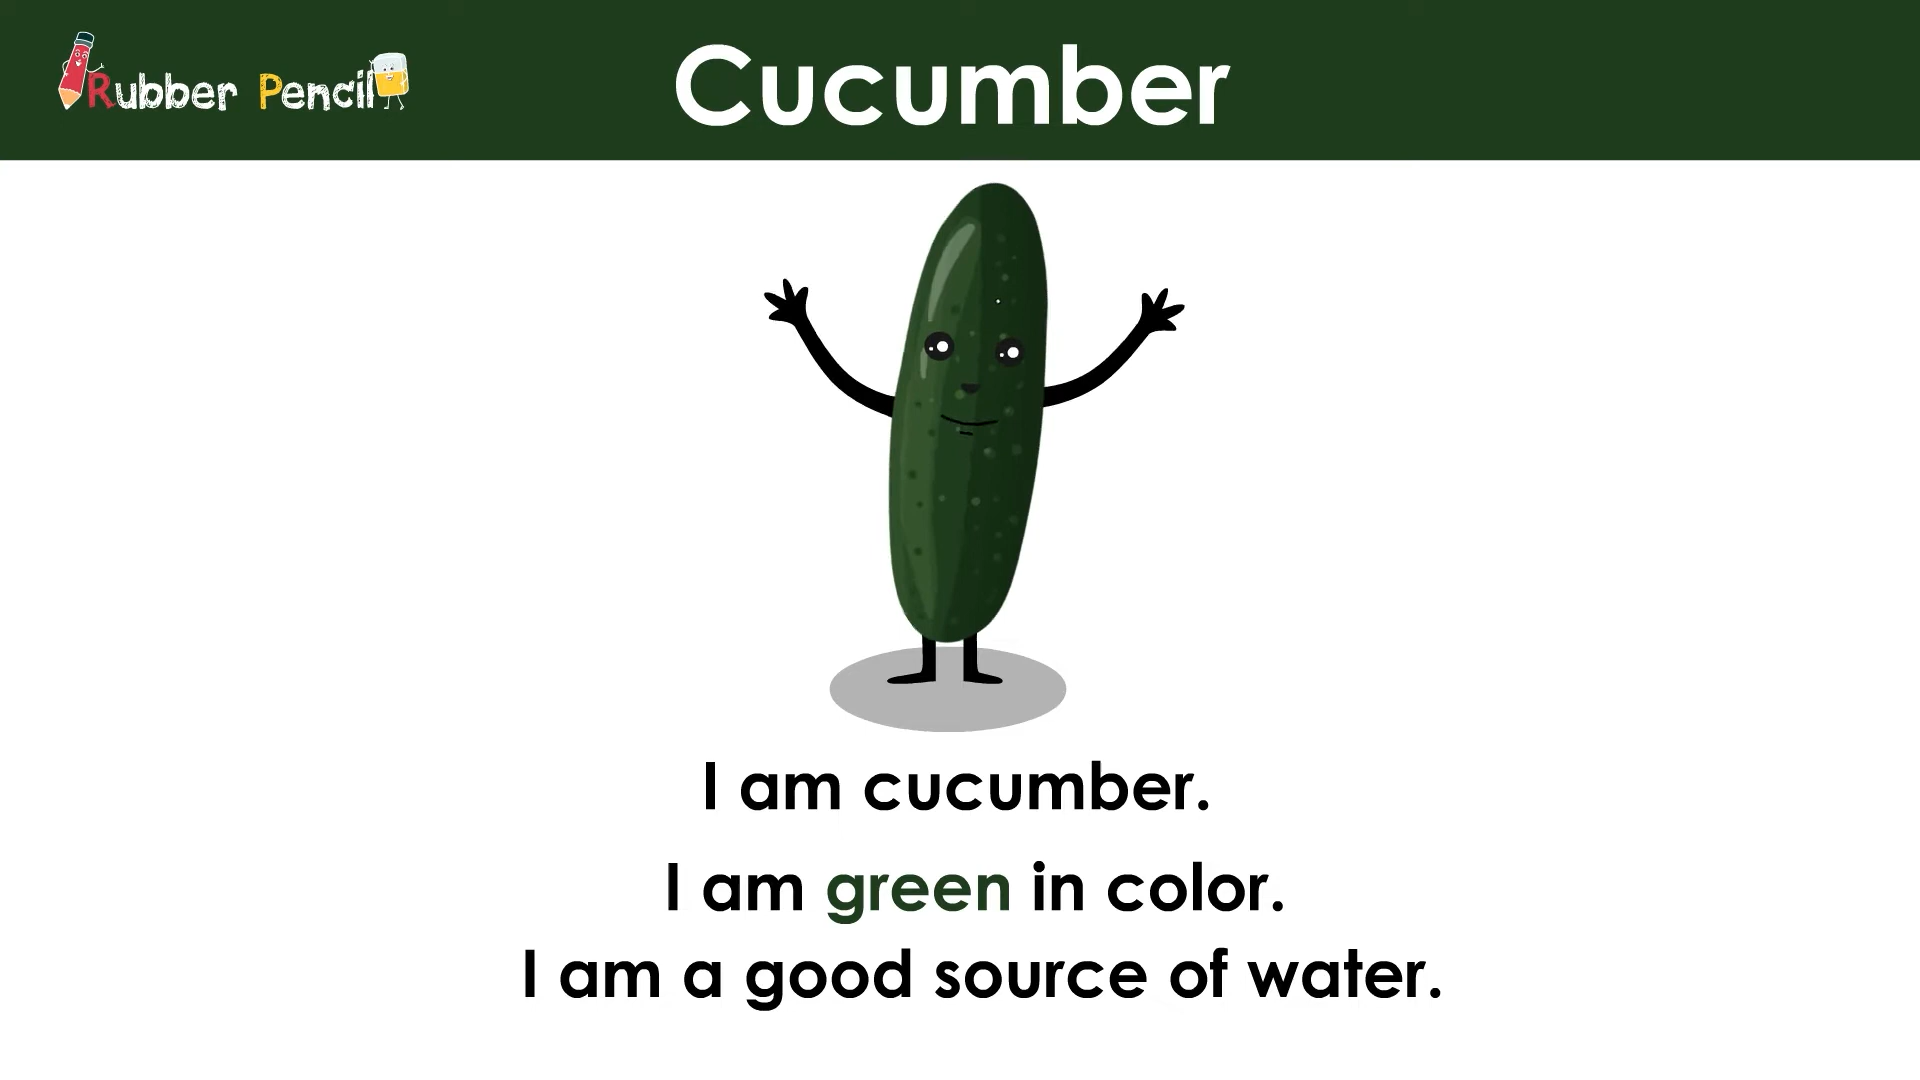 Rubber Pencil
Cucumber
I am cucumber.
I am green in color.
I am a good source of water.